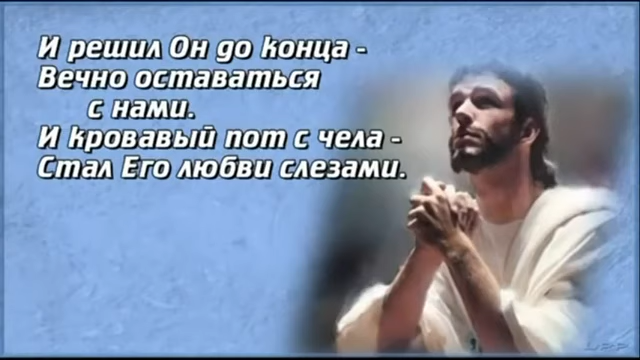 И решил Он до конца -
Вечно оставаться
с нами.
И кровавый пот с чела -
Стал Его любви слезами.